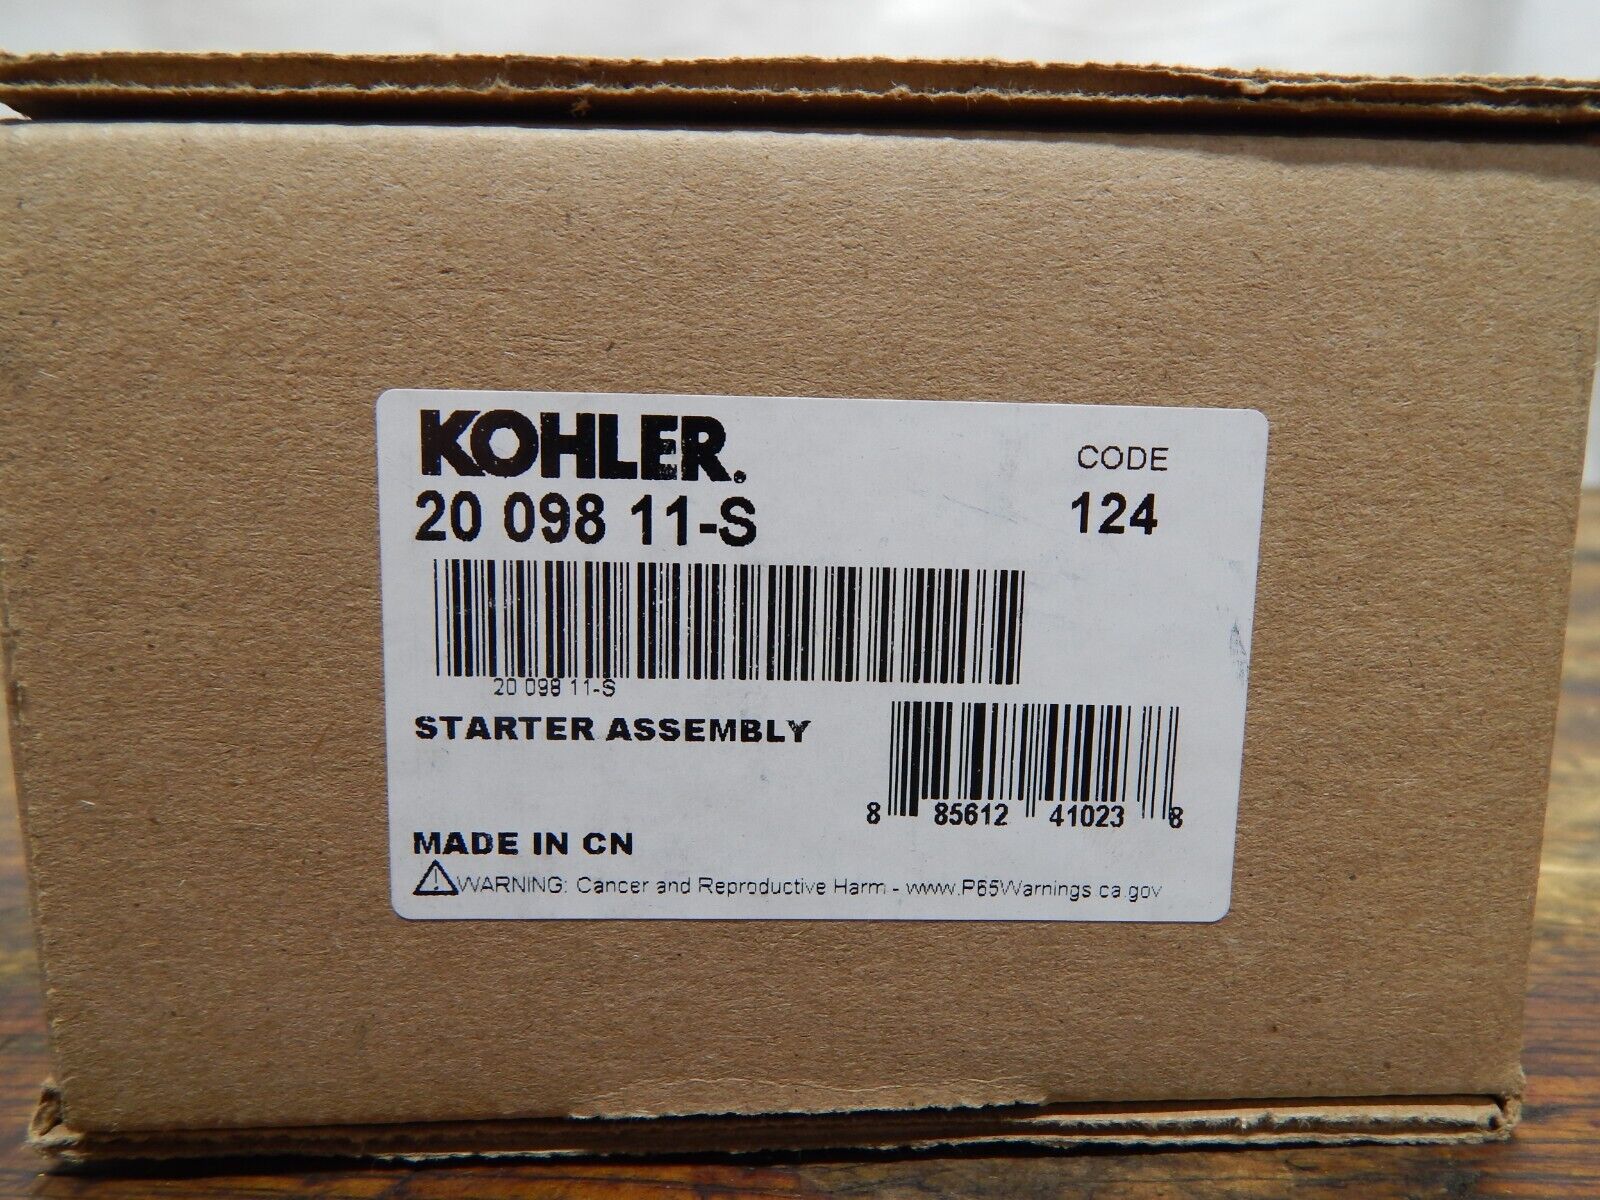 KOHLER.
CODE
20 098 11-S
124
20 098 11-S
STARTER ASSEMBLY
8 85612 41023 8
MADE IN CN
WARNING: Cancer and Reproductive Harm - www.P65Warnings.ca.gov